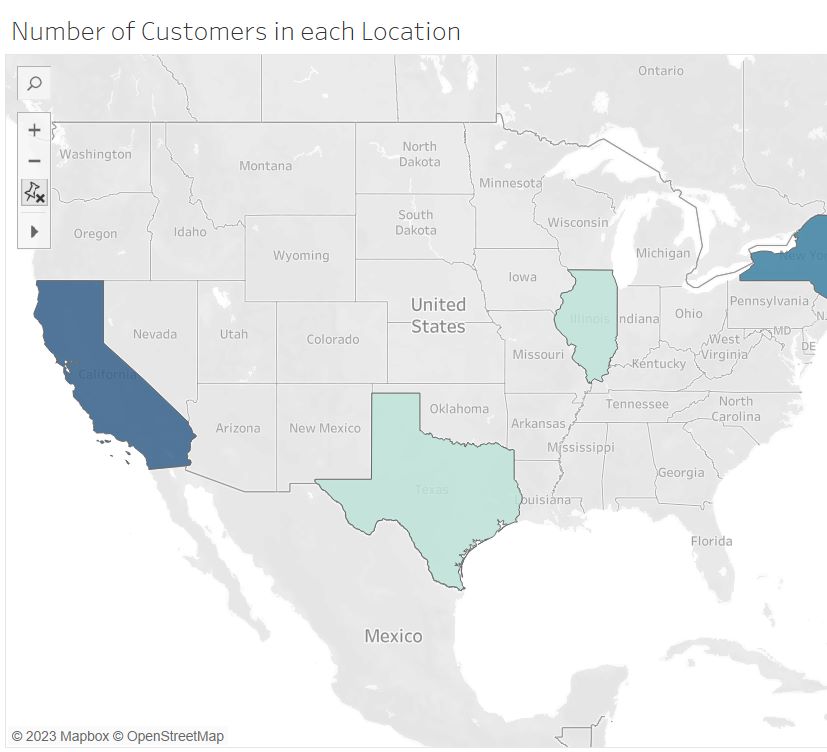 Number of Customers in each Location
Ontario
Washington
Montana
North
Dakota
Minnesota
Oregon
Idaho
South
Dakota
Wisconsin
Wyoming
Michigan
New Yo
Iowa
United
States
Nevada
Utah
Colorado
Illinois
Indiana
Ohio
Pennsylvania
N.
MD
DE
West
Virginia
Missouri
Kentucky
California
Arizona
New Mexico
Oklahoma
Arkansas
Tennessee
North
Carolina
Mississippi
Texas
Louisiana
Georgia
Florida
Mexico
© 2023 Mapbox © OpenStreetMap